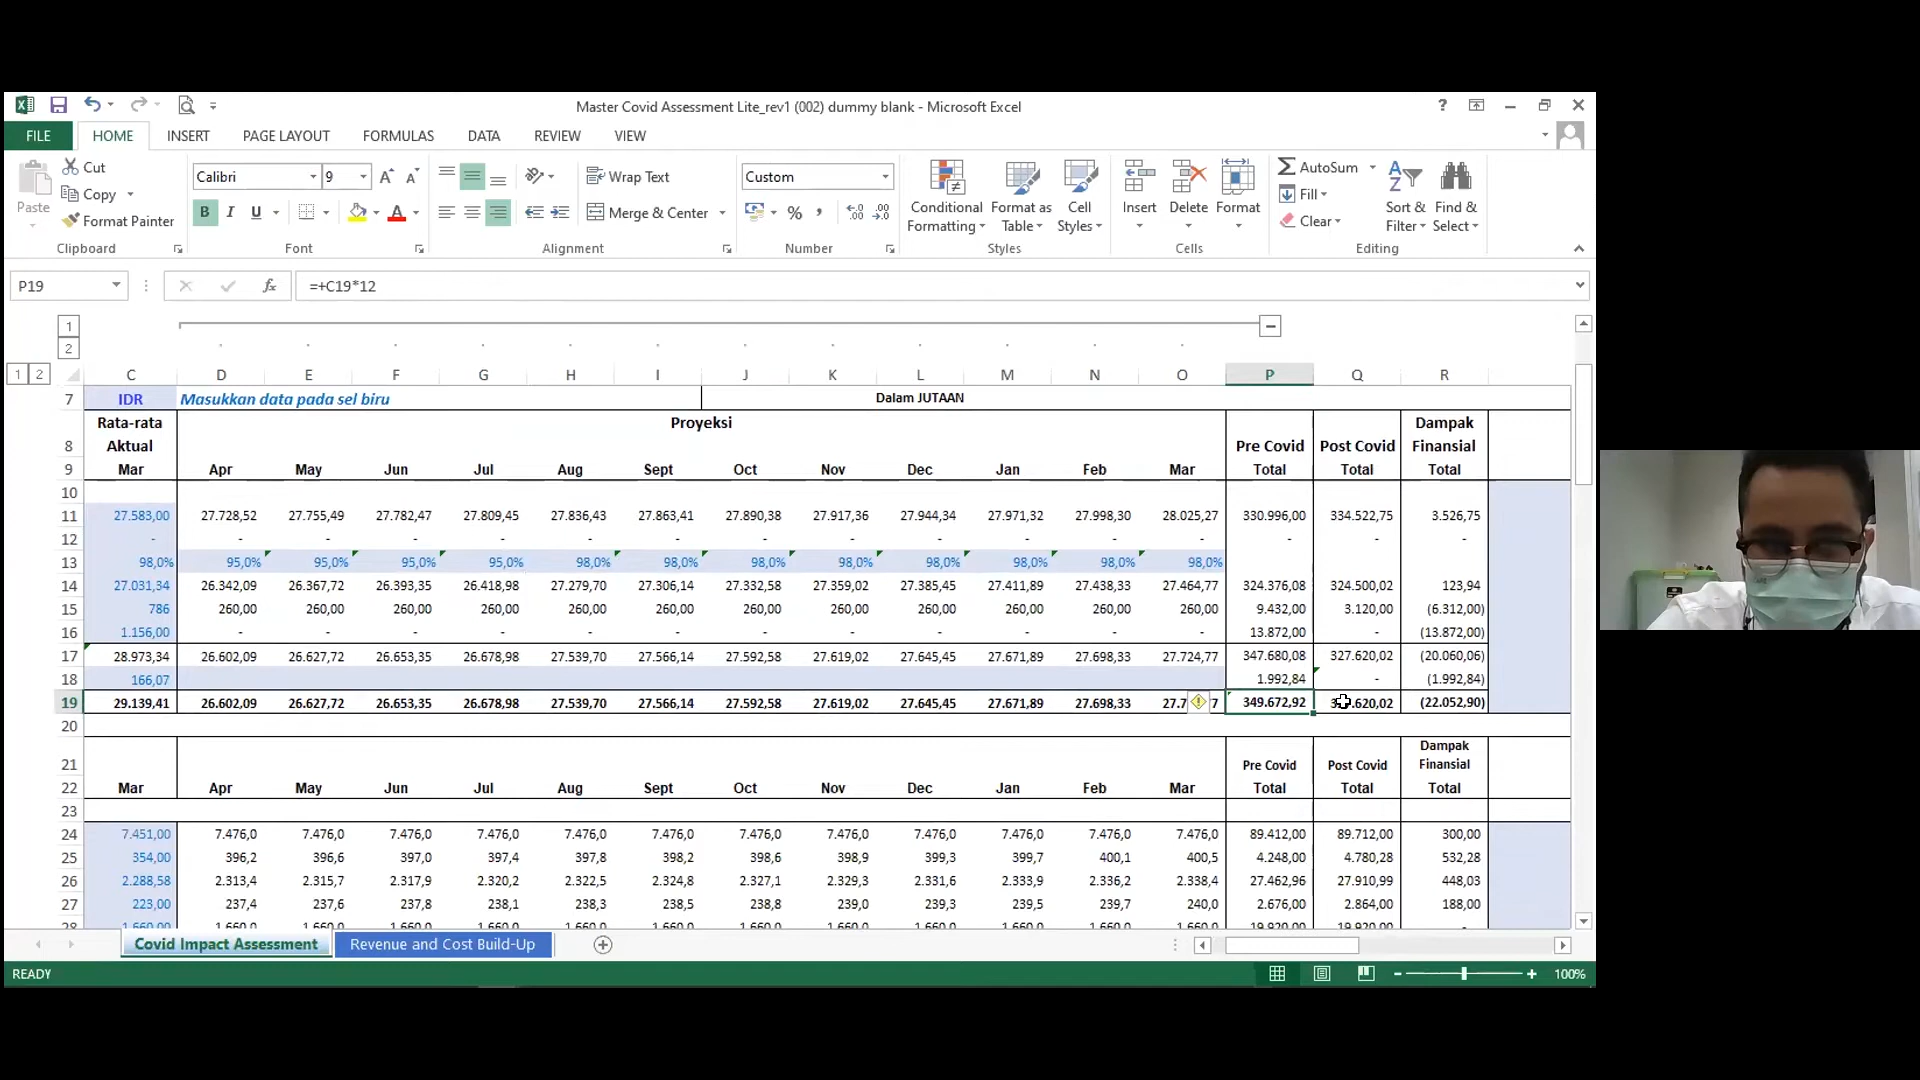 Master Covid Assessment Lite_rev1 (002) dummy blank - Microsoft Excel
FILE HOME INSERT PAGE LAYOUT FORMULAS DATA REVIEW VIEW
Cut
Copy
Format Painter
Paste
Clipboard
Calibri 9
B I U
Font
Wrap Text
Merge & Center
Alignment
Custom
%
Number
Conditional Formatting
Format as Table
Cell Styles
Styles
Insert Delete Format
Cells
AutoSum
Fill
Clear
Sort & Filter
Find & Select
Editing
P19 fx =+C19*12
1
2
1 2 C D E F G H I J K L M N O P Q R
7 IDR Masukkan data pada sel biru Dalam JUTAAN
Rata-rata Proyeksi Dampak
8 Aktual Pre Covid Post Covid Finansial
9 Mar Apr May Jun Jul Aug Sept Oct Nov Dec Jan Feb Mar Total Total Total
10
11 27.583,00 27.728,52 27.755,49 27.782,47 27.809,45 27.836,43 27.863,41 27.890,38 27.917,36 27.944,34 27.971,32 27.998,30 28.025,27 330.996,00 334.522,75 3.526,75
12 - - - - - - - - - - - - - - - -
13 98,0% 95,0% 95,0% 95,0% 95,0% 98,0% 98,0% 98,0% 98,0% 98,0% 98,0% 98,0% 98,0%
14 27.031,34 26.342,09 26.367,72 26.393,35 26.418,98 27.279,70 27.306,14 27.332,58 27.359,02 27.385,45 27.411,89 27.438,33 27.464,77 324.376,08 324.500,02 123,94
15 786 260,00 260,00 260,00 260,00 260,00 260,00 260,00 260,00 260,00 260,00 260,00 260,00 9.432,00 3.120,00 (6.312,00)
16 1.156,00 - - - - - - - - - - - - 13.872,00 - (13.872,00)
17 28.973,34 26.602,09 26.627,72 26.653,35 26.678,98 27.539,70 27.566,14 27.592,58 27.619,02 27.645,45 27.671,89 27.698,33 27.724,77 347.680,08 327.620,02 (20.060,06)
18 166,07 1.992,84 - (1.992,84)
19 29.139,41 26.602,09 26.627,72 26.653,35 26.678,98 27.539,70 27.566,14 27.592,58 27.619,02 27.645,45 27.671,89 27.698,33 27.7 7 349.672,92 .620,02 (22.052,90)
20
Dampak
21 Pre Covid Post Covid Finansial
22 Mar Apr May Jun Jul Aug Sept Oct Nov Dec Jan Feb Mar Total Total Total
23
24 7.451,00 7.476,0 7.476,0 7.476,0 7.476,0 7.476,0 7.476,0 7.476,0 7.476,0 7.476,0 7.476,0 7.476,0 7.476,0 89.412,00 89.712,00 300,00
25 354,00 396,2 396,6 397,0 397,4 397,8 398,2 398,6 398,9 399,3 399,7 400,1 400,5 4.248,00 4.780,28 532,28
26 2.288,58 2.313,4 2.315,7 2.317,9 2.320,2 2.322,5 2.324,8 2.327,1 2.329,3 2.331,6 2.333,9 2.336,2 2.338,4 27.462,96 27.910,99 448,03
27 223,00 237,4 237,6 237,8 238,1 238,3 238,5 238,8 239,0 239,3 239,5 239,7 240,0 2.676,00 2.864,00 188,00
Covid Impact Assessment Revenue and Cost Build-Up
READY 100%